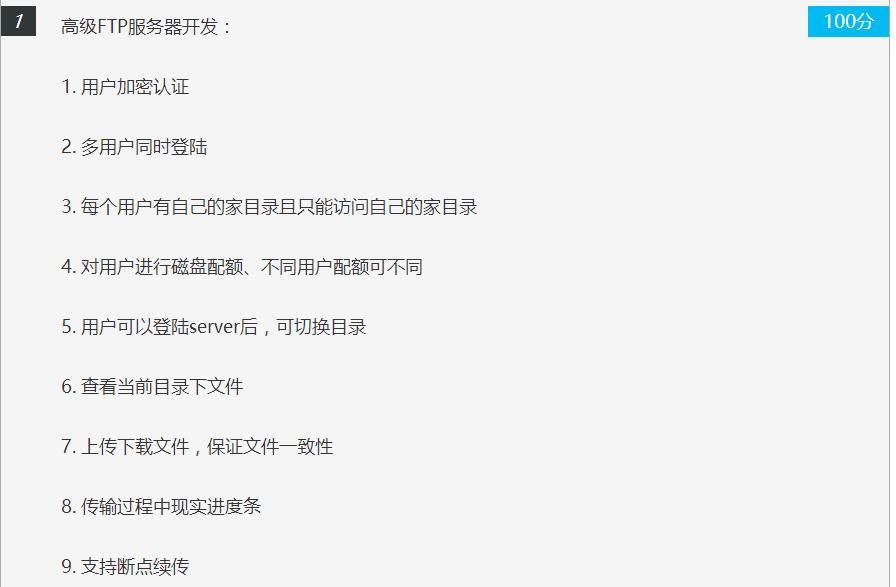 1
高级FTP服务器开发：
100分
1. 用户加密认证
2. 多用户同时登陆
3. 每个用户有自己的家目录且只能访问自己的家目录
4. 对用户进行磁盘配额、不同用户配额可不同
5. 用户可以登陆server后，可切换目录
6. 查看当前目录下文件
7. 上传下载文件，保证文件一致性
8. 传输过程中现实进度条
9. 支持断点续传